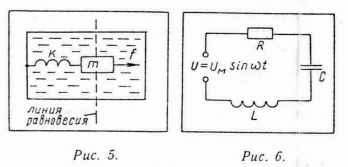 K
m
f
линия
равновесия
Рис. 5.
R
U=U_M sin ωt
C
L
Рис. 6.